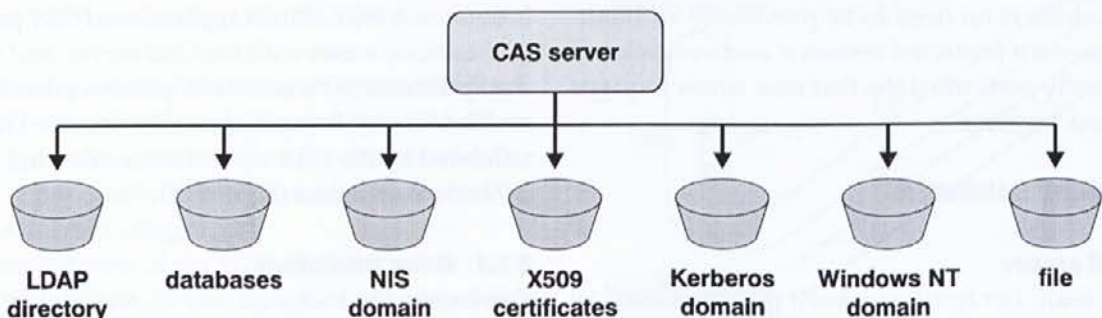 CAS server
LDAP directory
databases
NIS domain
X509 certificates
Kerberos domain
Windows NT domain
file